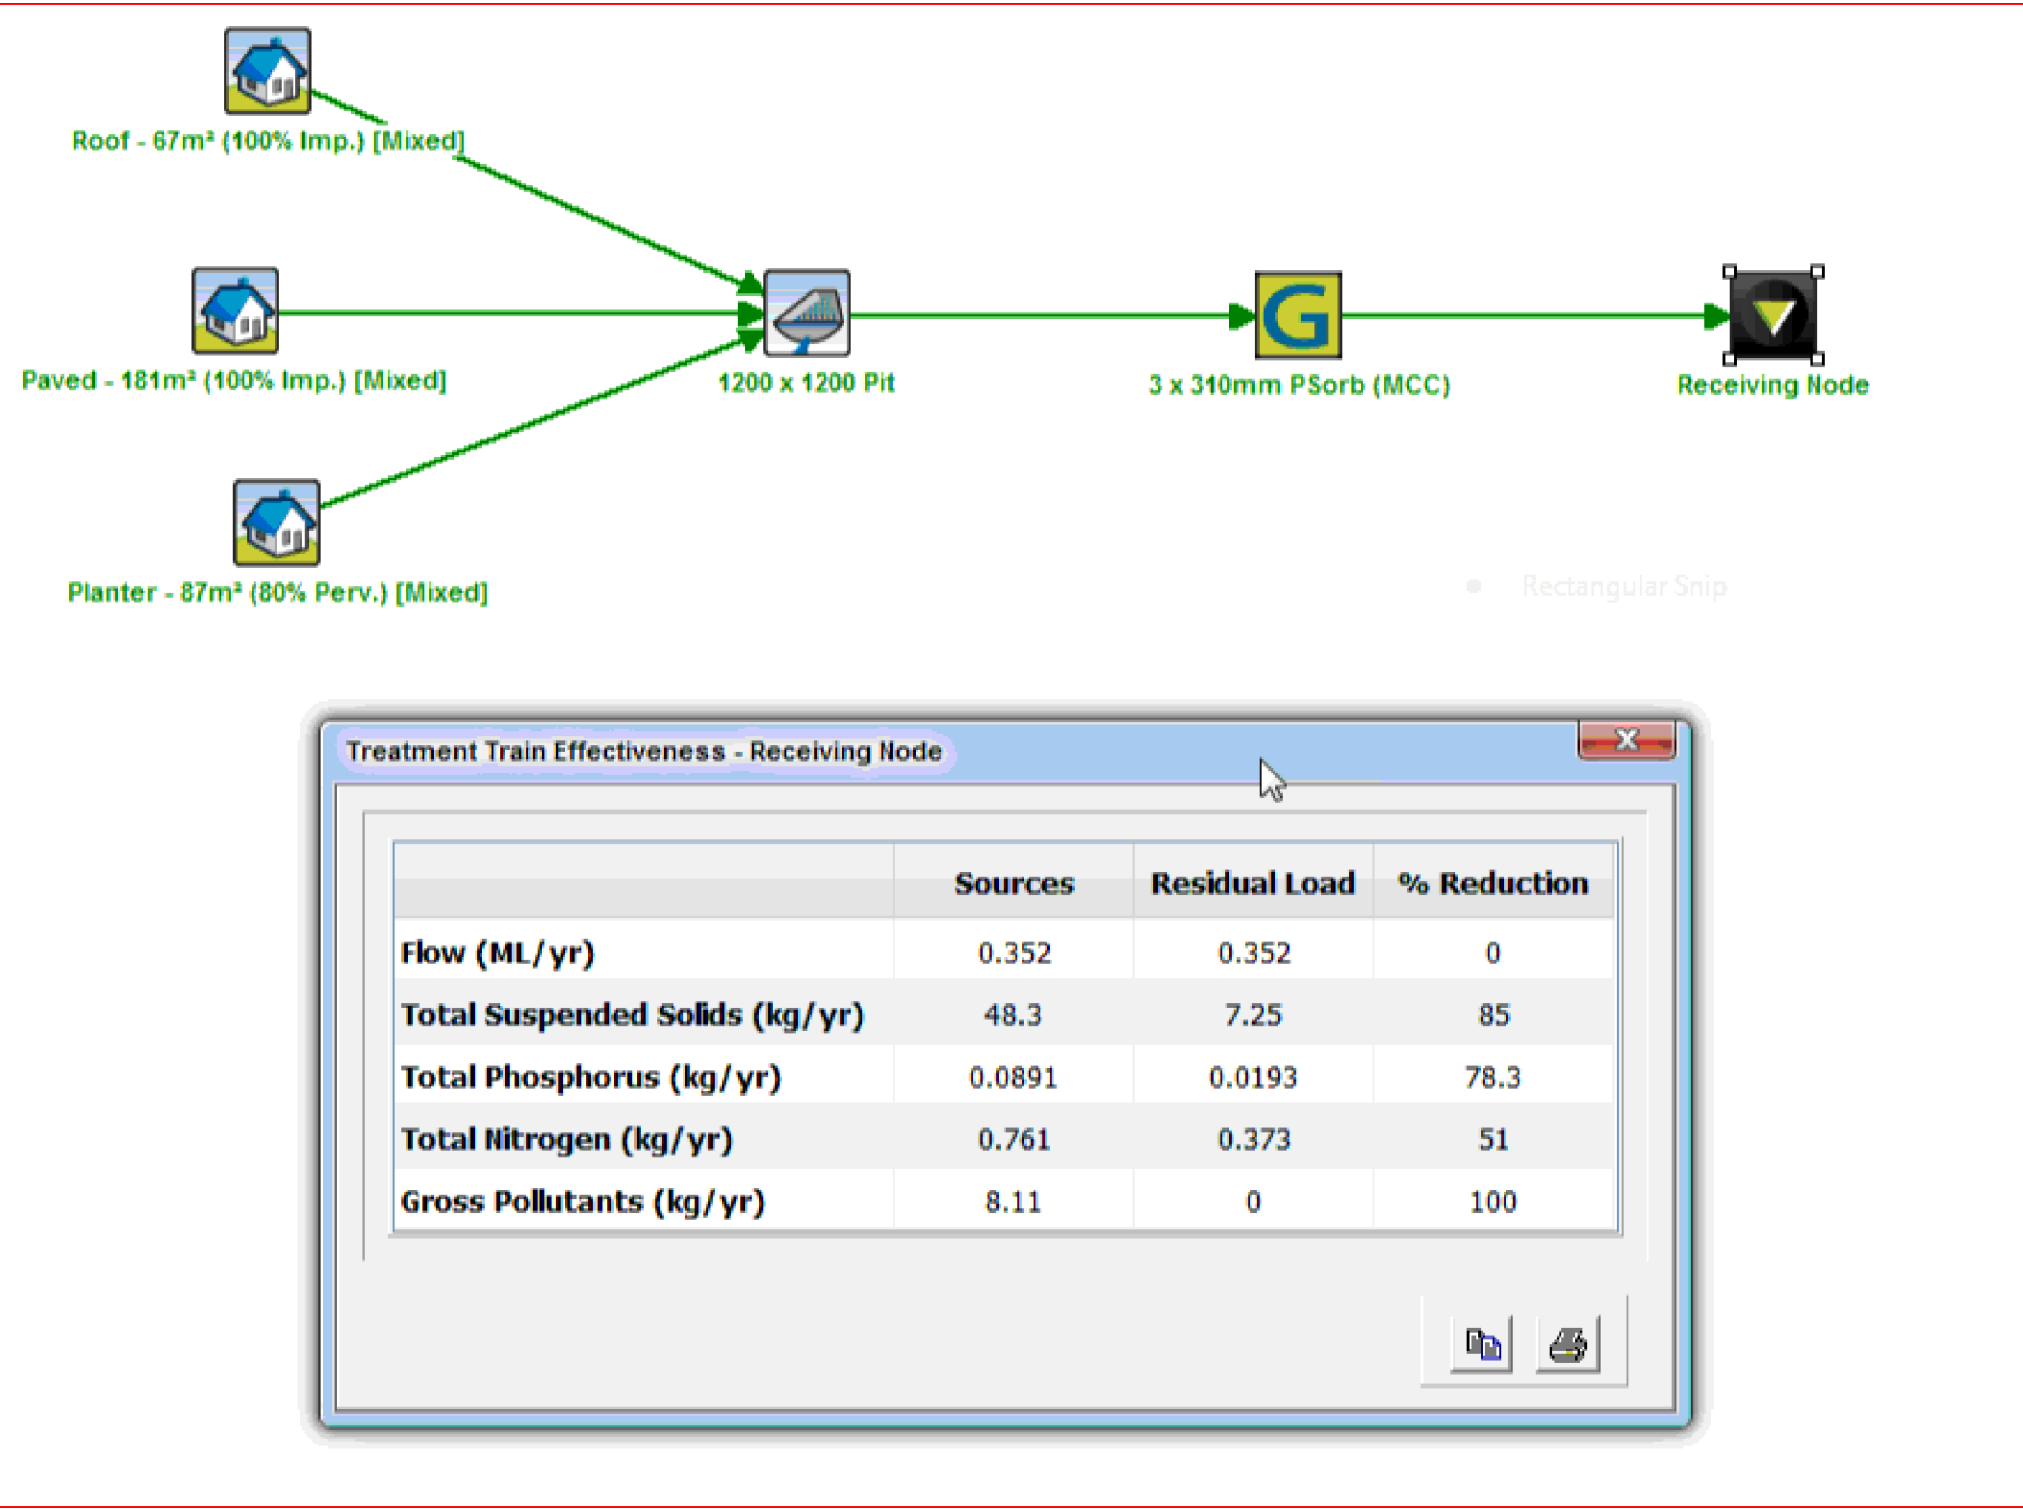 Roof - 67m² (100% Imp.) [Mixed]
Paved - 181m² (100% Imp.) [Mixed]
1200 x 1200 Pit
G
3 x 310mm PSorb (MCC)
Receiving Node
Planter - 87m² (80% Perv.) [Mixed]
Rectangular Snip
Treatment Train Effectiveness - Receiving Node
Sources Residual Load % Reduction
Flow (ML/yr) 0.352 0.352 0
Total Suspended Solids (kg/yr) 48.3 7.25 85
Total Phosphorus (kg/yr) 0.0891 0.0193 78.3
Total Nitrogen (kg/yr) 0.761 0.373 51
Gross Pollutants (kg/yr) 8.11 0 100